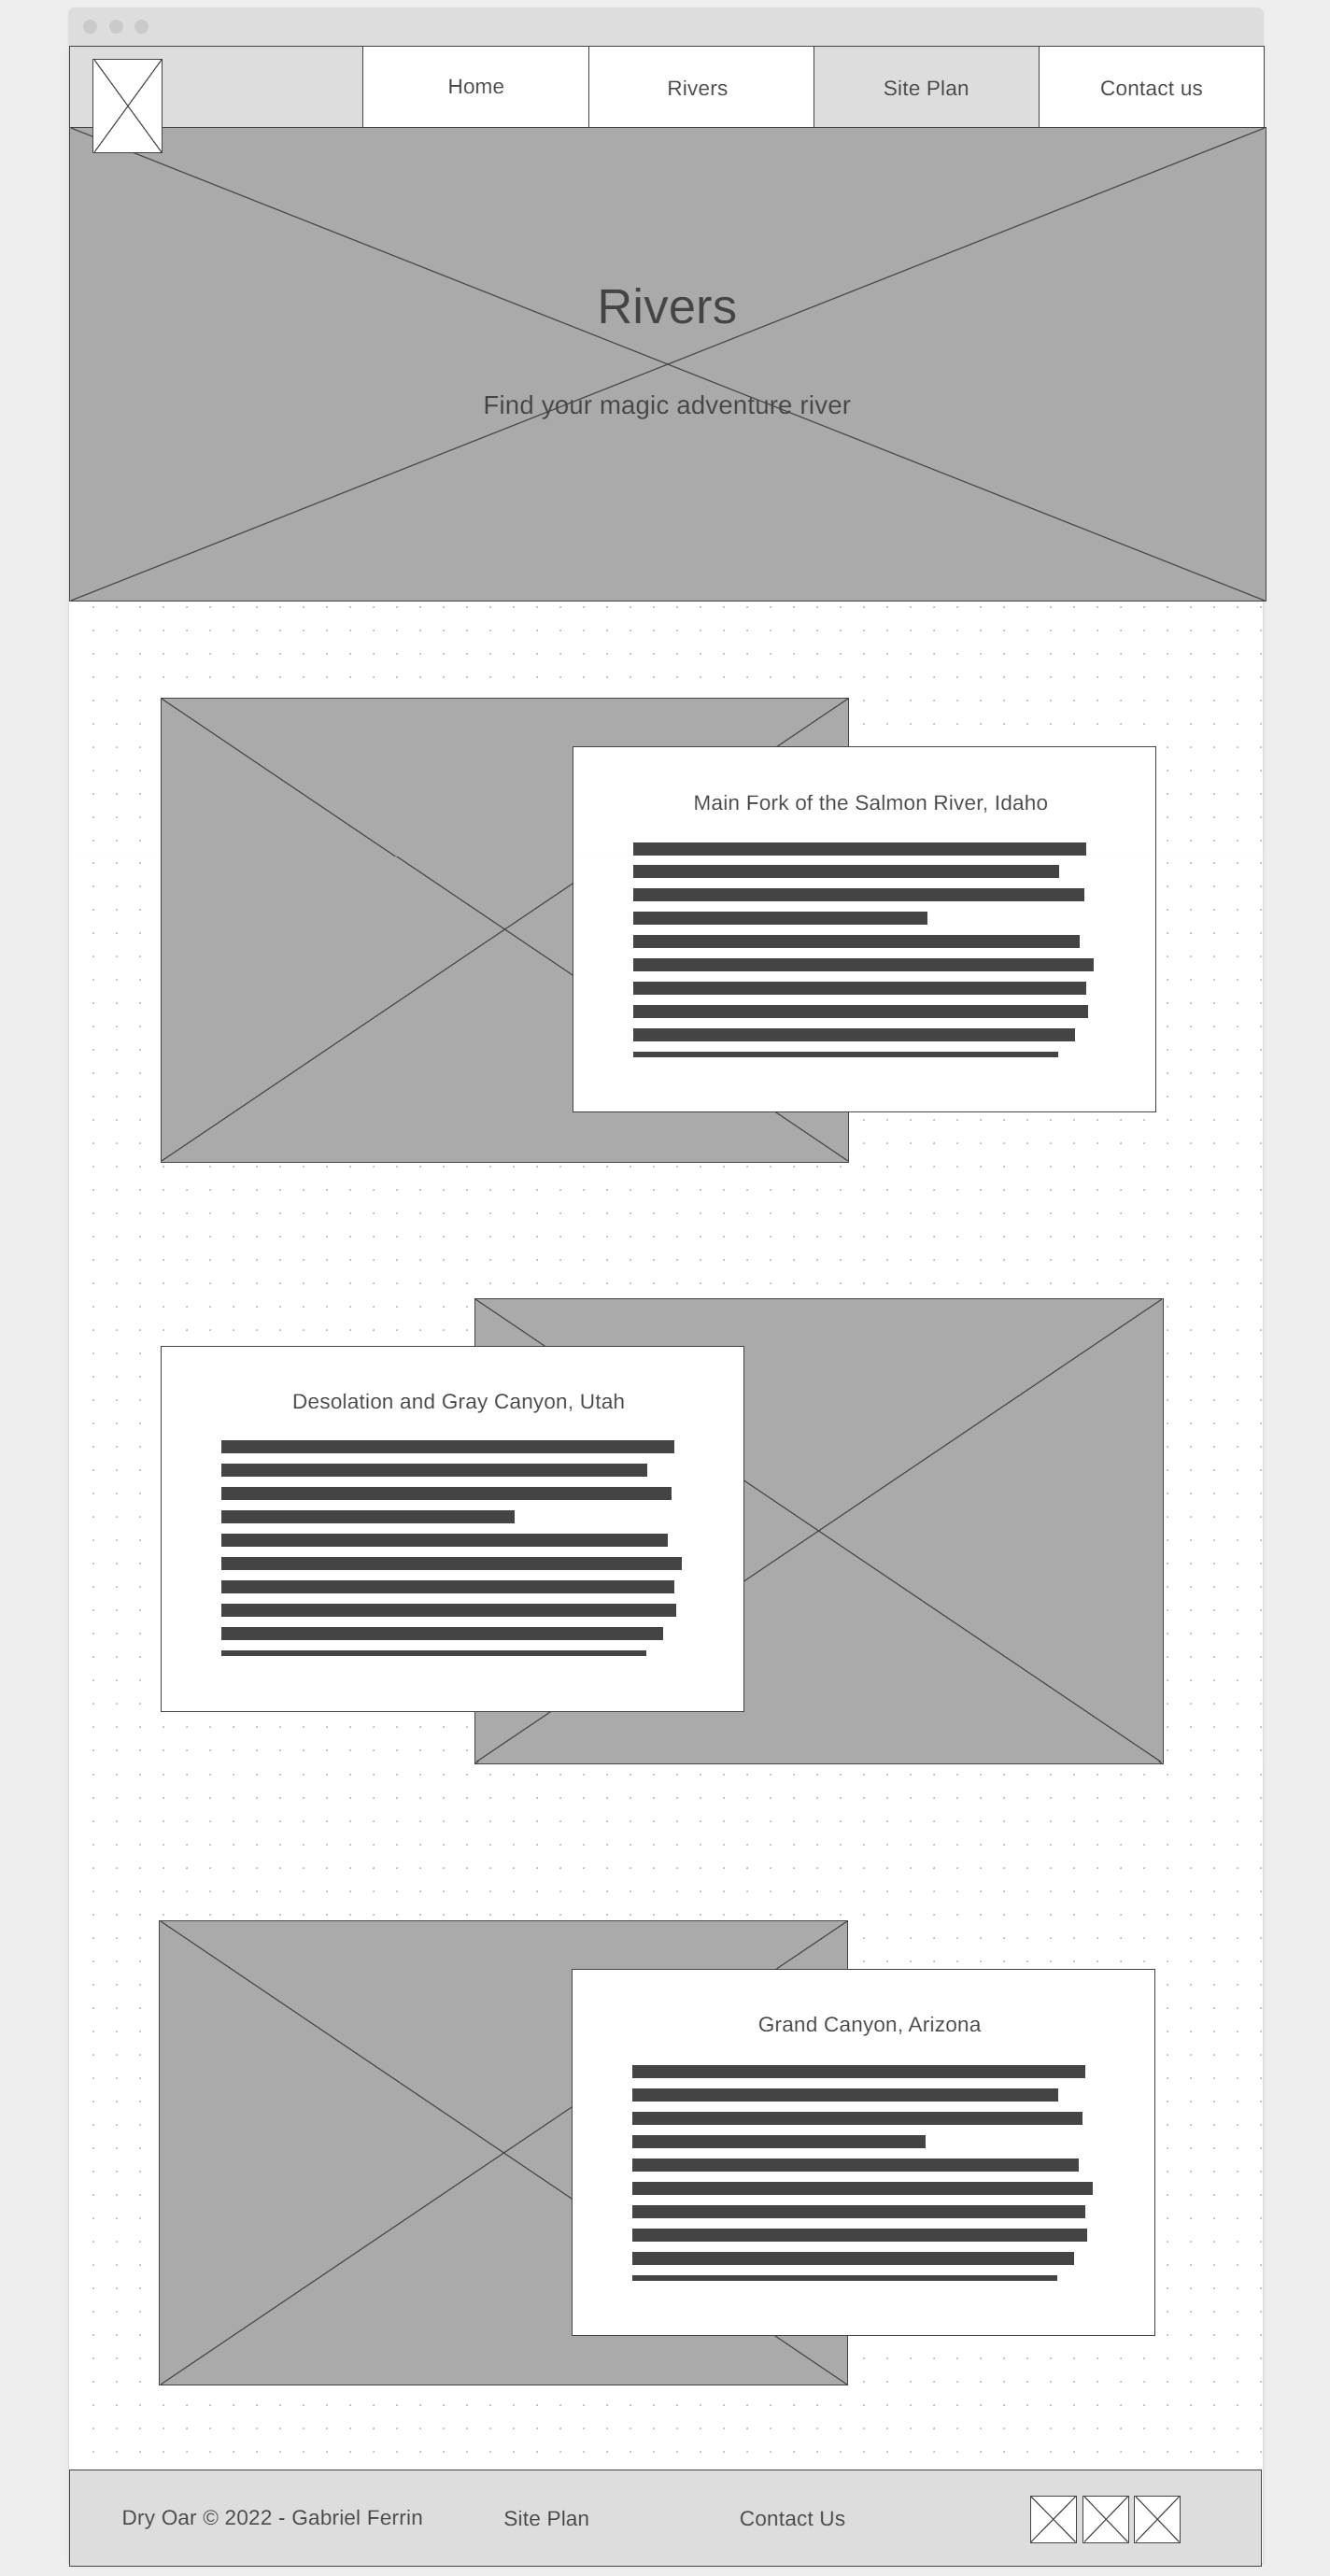 Home
Rivers
Site Plan
Contact us
Rivers
Find your magic adventure river
Main Fork of the Salmon River, Idaho
Desolation and Gray Canyon, Utah
Grand Canyon, Arizona
Dry Oar © 2022 - Gabriel Ferrin
Site Plan
Contact Us